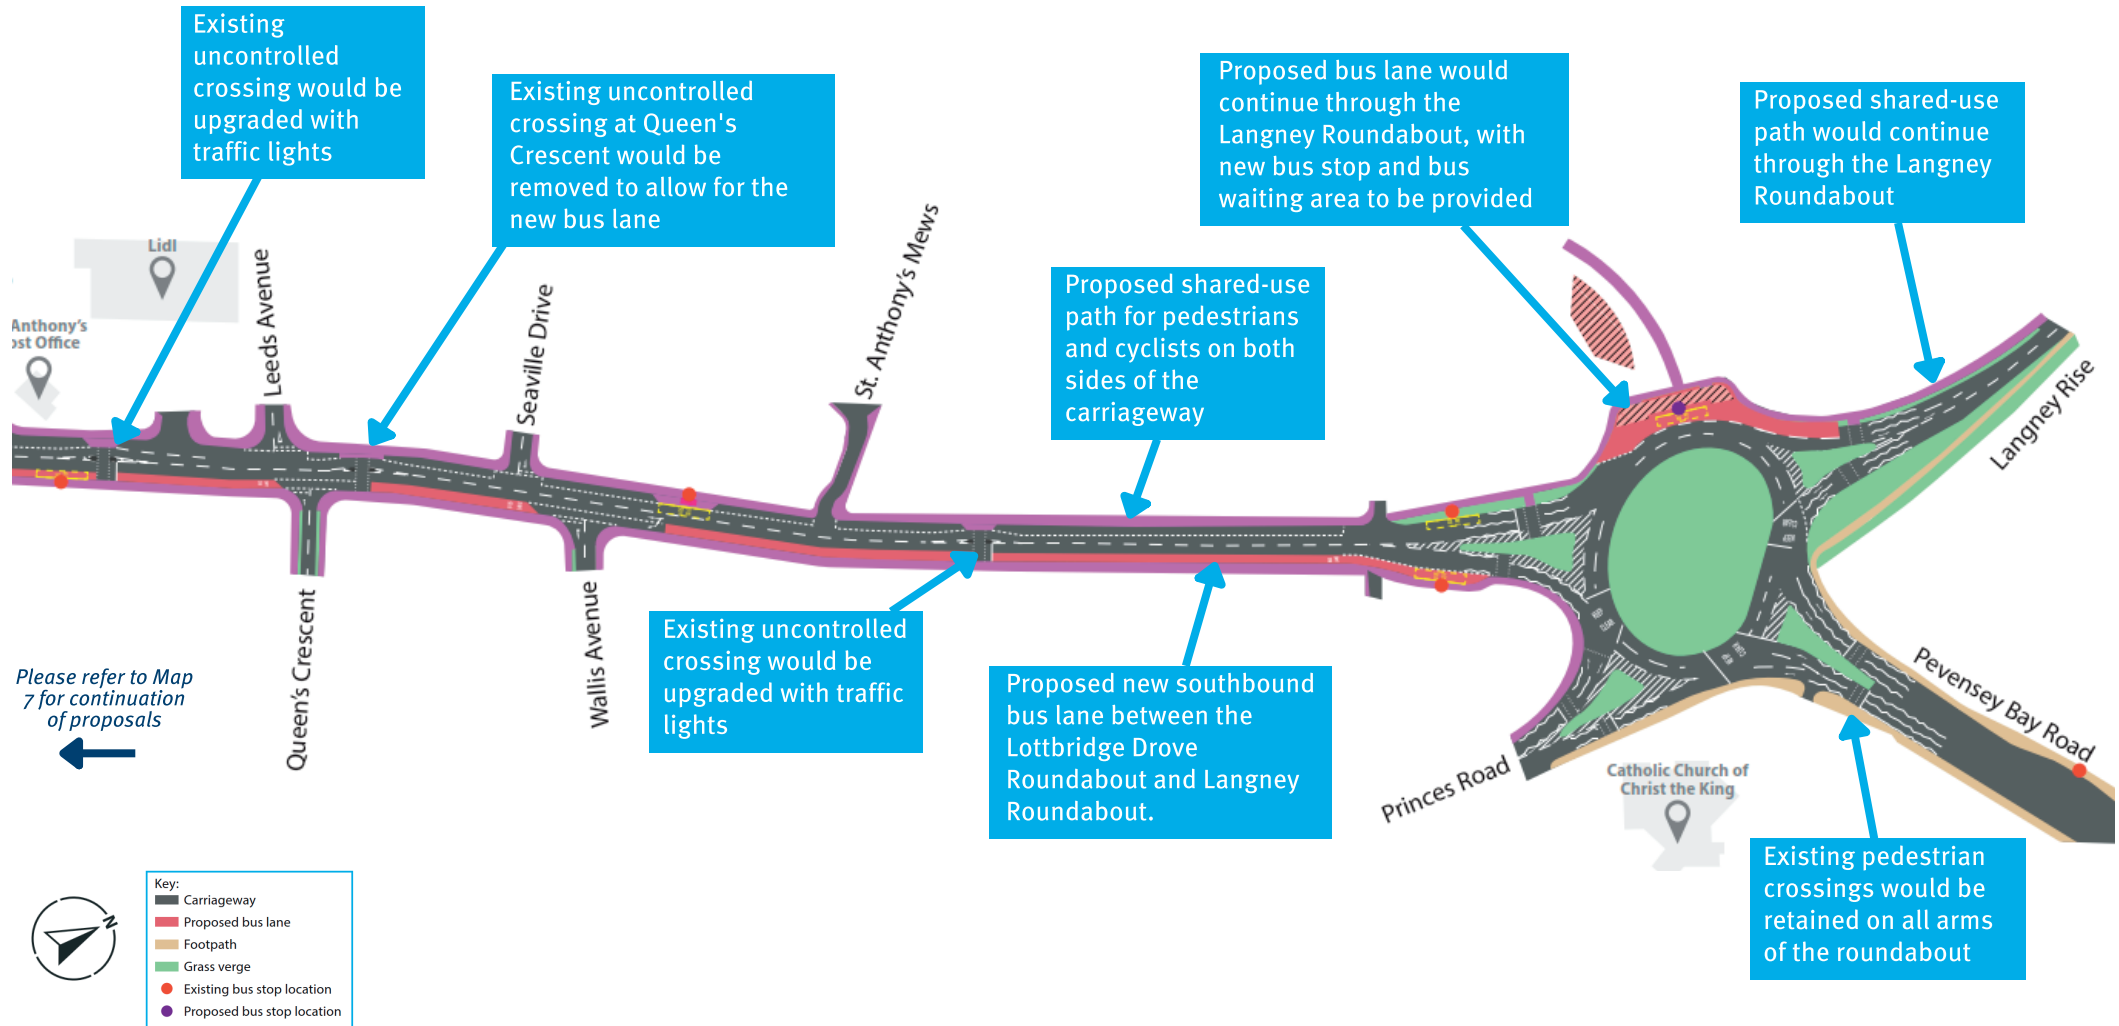 Existing
uncontrolled
crossing would be
upgraded with
traffic lights
Existing uncontrolled
crossing at Queen's
Crescent would be
removed to allow for the
new bus lane
Proposed bus lane would
continue through the
Langney Roundabout, with
new bus stop and bus
waiting area to be provided
Proposed shared-use
path would continue
through the Langney
Roundabout
Proposed shared-use
path for pedestrians
and cyclists on both
sides of the
carriageway
Lidl
Anthony's
ost Office
Leeds Avenue
Seaville Drive
St. Anthony's Mews
Langney Rise
Queen's Crescent
Wallis Avenue
Existing uncontrolled
crossing would be
upgraded with traffic
lights
Proposed new southbound
bus lane between the
Lottbridge Drove
Roundabout and Langney
Roundabout.
Princes Road
Catholic Church of
Christ the King
Pevensey Bay Road
Existing pedestrian
crossings would be
retained on all arms
of the roundabout
Please refer to Map
7 for continuation
of proposals
N
Key:
Carriageway
Proposed bus lane
Footpath
Grass verge
Existing bus stop location
Proposed bus stop location